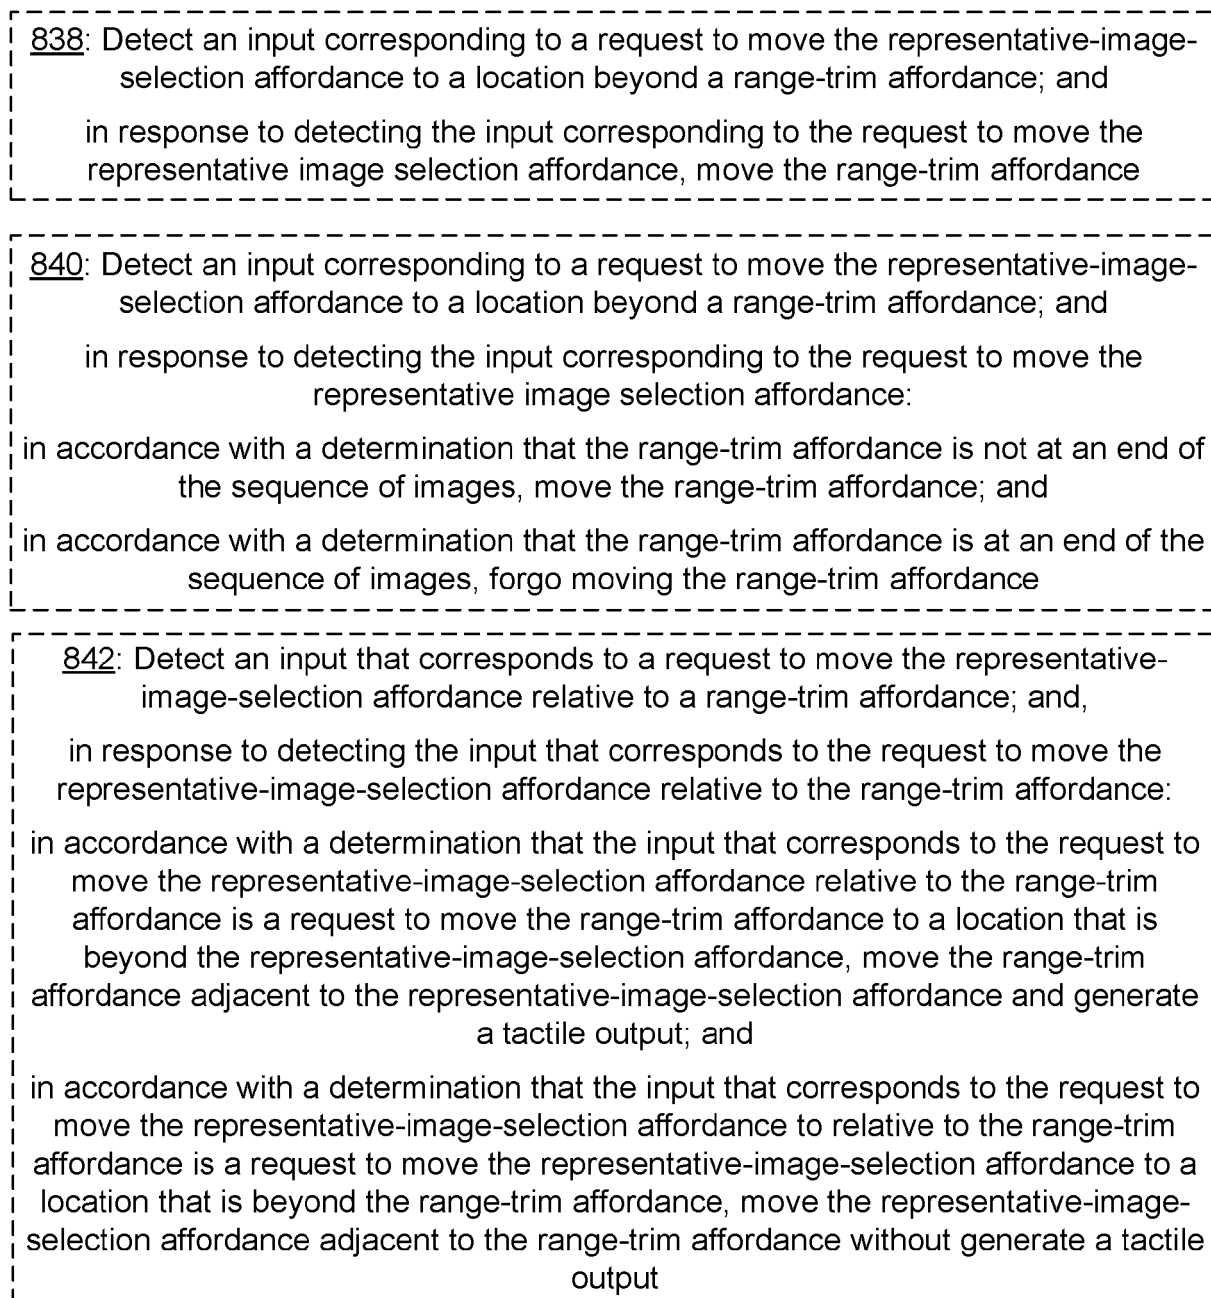 838: Detect an input corresponding to a request to move the representative-image-
selection affordance to a location beyond a range-trim affordance; and
in response to detecting the input corresponding to the request to move the
representative image selection affordance, move the range-trim affordance
840: Detect an input corresponding to a request to move the representative-image-
selection affordance to a location beyond a range-trim affordance; and
in response to detecting the input corresponding to the request to move the
representative image selection affordance:
in accordance with a determination that the range-trim affordance is not at an end of
the sequence of images, move the range-trim affordance; and
in accordance with a determination that the range-trim affordance is at an end of the
sequence of images, forgo moving the range-trim affordance
842: Detect an input that corresponds to a request to move the representative-
image-selection affordance relative to a range-trim affordance; and,
in response to detecting the input that corresponds to the request to move the
representative-image-selection affordance relative to the range-trim affordance:
in accordance with a determination that the input that corresponds to the request to
move the representative-image-selection affordance relative to the range-trim
affordance is a request to move the range-trim affordance to a location that is
beyond the representative-image-selection affordance, move the range-trim
affordance adjacent to the representative-image-selection affordance and generate
a tactile output; and
in accordance with a determination that the input that corresponds to the request to
move the representative-image-selection affordance to relative to the range-trim
affordance is a request to move the representative-image-selection affordance to a
location that is beyond the range-trim affordance, move the representative-image-
selection affordance adjacent to the range-trim affordance without generate a tactile
output